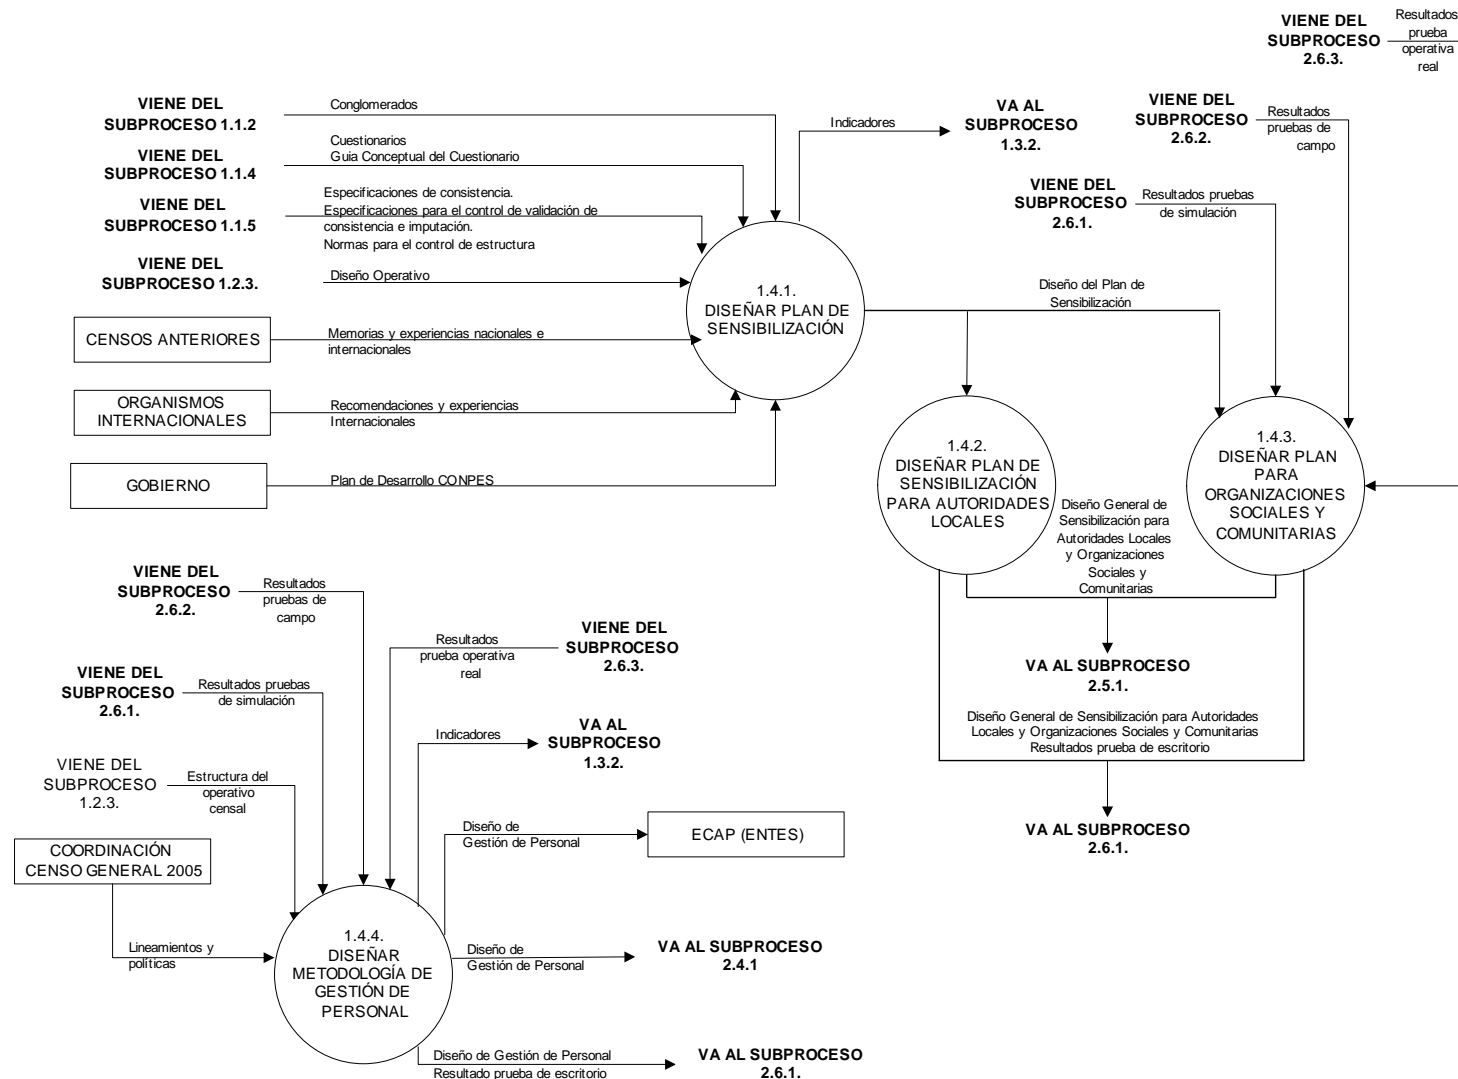 VIENE DEL
SUBPROCESO
2.6.3.
Resultados
prueba
operativa
real
VIENE DEL
SUBPROCESO 1.1.2
Conglomerados
VIENE DEL
SUBPROCESO 1.1.4
Cuestionarios
Guia Conceptual del Cuestionario
VIENE DEL
SUBPROCESO 1.1.5
Especificaciones de consistencia.
Especificaciones para el control de validación de
consistencia e imputación.
Normas para el control de estructura
VIENE DEL
SUBPROCESO 1.2.3.
Diseño Operativo
CENSOS ANTERIORES
Memorias y experiencias nacionales e
internacionales
ORGANISMOS
INTERNACIONALES
Recomendaciones y experiencias
Internacionales
GOBIERNO
Plan de Desarrollo CONPES
1.4.1.
DISEÑAR PLAN DE
SENSIBILIZACIÓN
Indicadores
VA AL
SUBPROCESO
1.3.2.
VIENE DEL
SUBPROCESO
2.6.2.
Resultados
pruebas de
campo
VIENE DEL
SUBPROCESO
2.6.1.
Resultados pruebas
de simulación
Diseño del Plan de
Sensibilización
1.4.2.
DISEÑAR PLAN DE
SENSIBILIZACIÓN
PARA AUTORIDADES
LOCALES
1.4.3.
DISEÑAR PLAN
PARA
ORGANIZACIONES
SOCIALES Y
COMUNITARIAS
Diseño General de
Sensibilización para
Autoridades Locales
y Organizaciones
Sociales y
Comunitarias
VA AL SUBPROCESO
2.5.1.
Diseño General de Sensibilización para Autoridades
Locales y Organizaciones Sociales y Comunitarias
Resultados prueba de escritorio
VA AL SUBPROCESO
2.6.1.
VIENE DEL
SUBPROCESO
2.6.2.
Resultados
pruebas de
campo
VIENE DEL
SUBPROCESO
2.6.1.
Resultados pruebas
de simulación
VIENE DEL
SUBPROCESO
1.2.3.
Estructura del
operativo
censal
COORDINACIÓN
CENSO GENERAL 2005
Lineamientos y
políticas
Resultados
prueba operativa
real
VIENE DEL
SUBPROCESO
2.6.3.
Indicadores
VA AL
SUBPROCESO
1.3.2.
Diseño de
Gestión de Personal
ECAP (ENTES)
1.4.4.
DISEÑAR
METODOLOGÍA DE
GESTIÓN DE
PERSONAL
Diseño de
Gestión de Personal
VA AL SUBPROCESO
2.4.1
Diseño de Gestión de Personal
Resultado prueba de escritorio
VA AL SUBPROCESO
2.6.1.